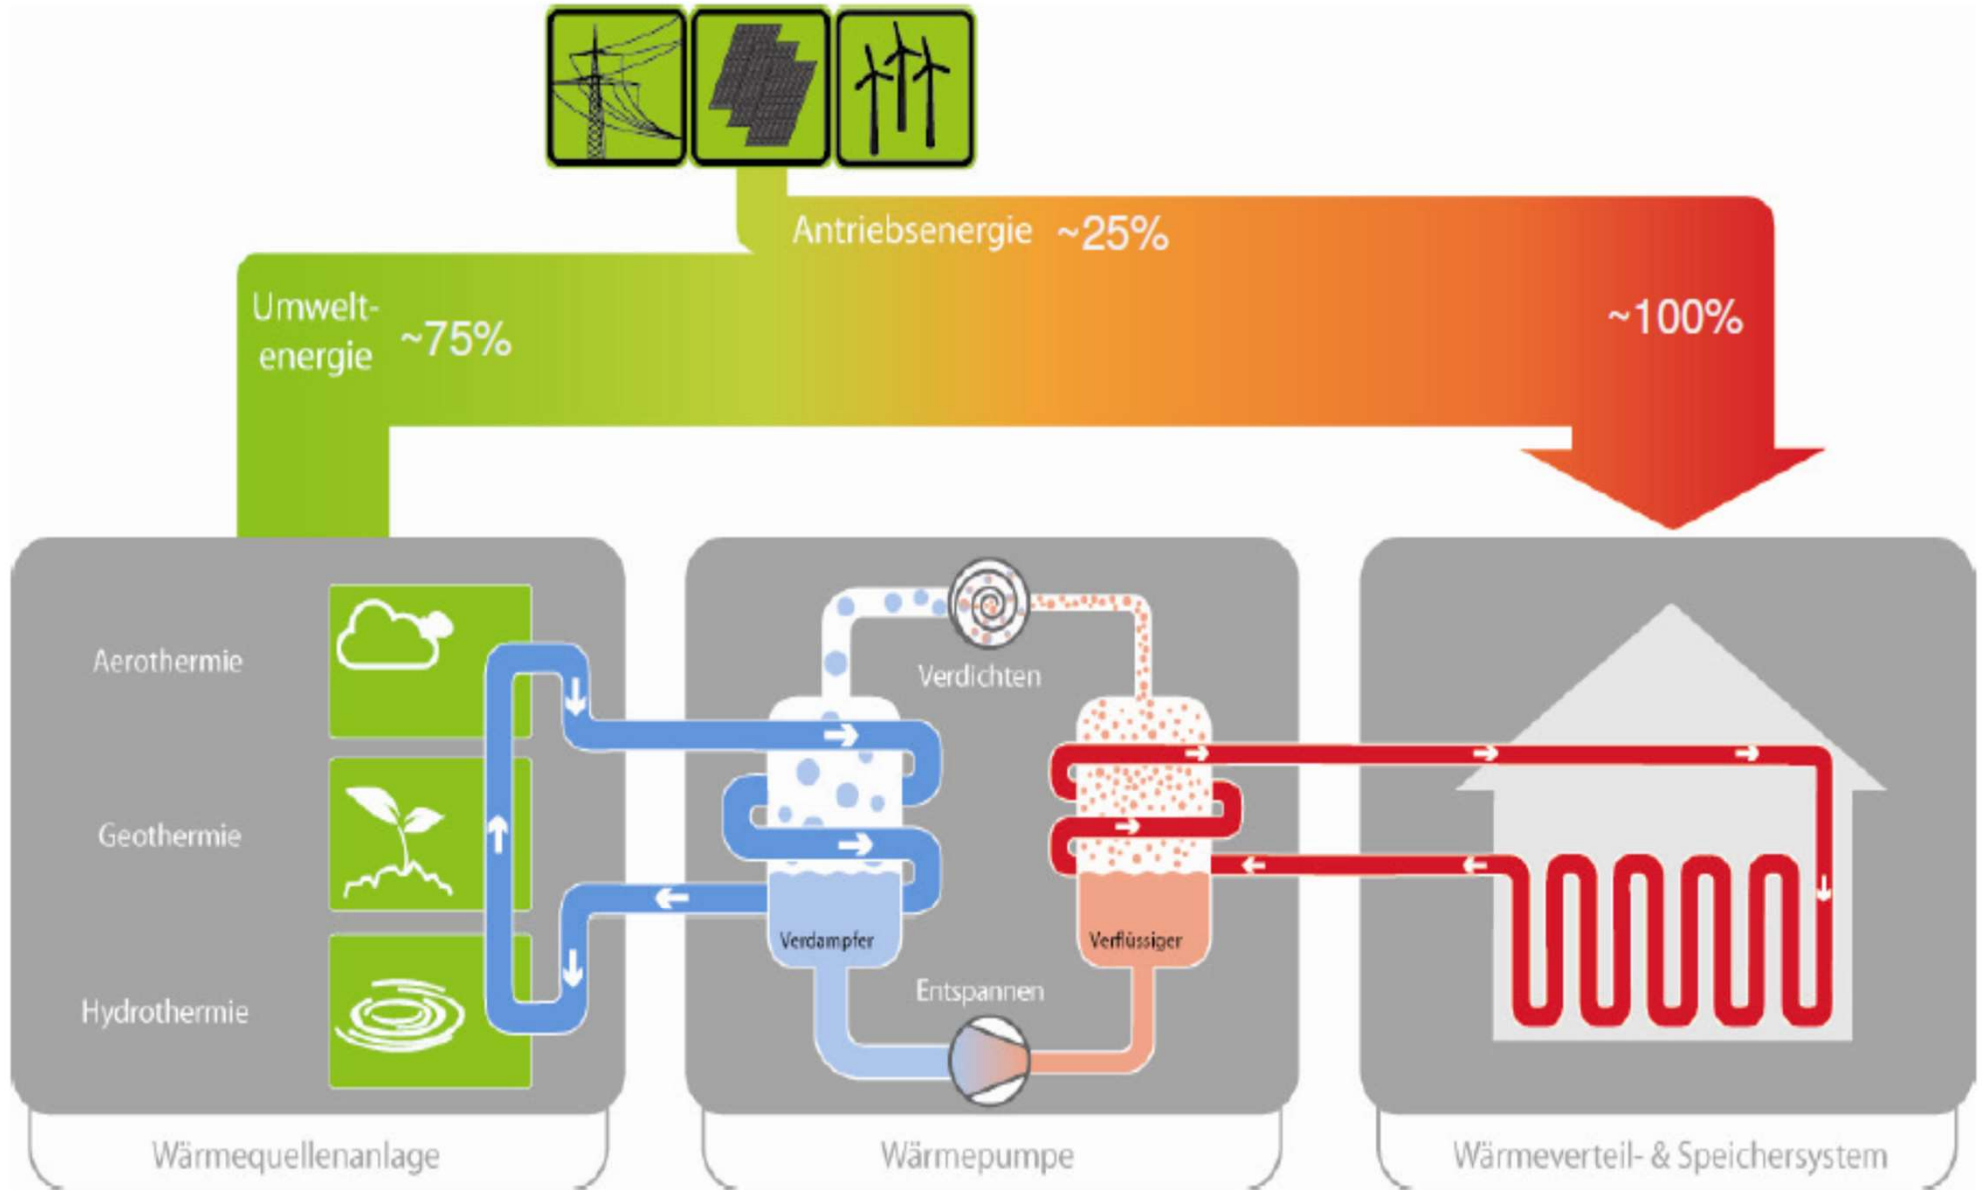 Antriebsenergie ~25%
Umwelt-
energie
~75%
~100%
Aerothermie
Geothermie
Hydrothermie
Verdichten
Verdampfer
Verflüssiger
Entspannen
Wärmequellenanlage
Wärmepumpe
Wärmeverteil- & Speichersystem